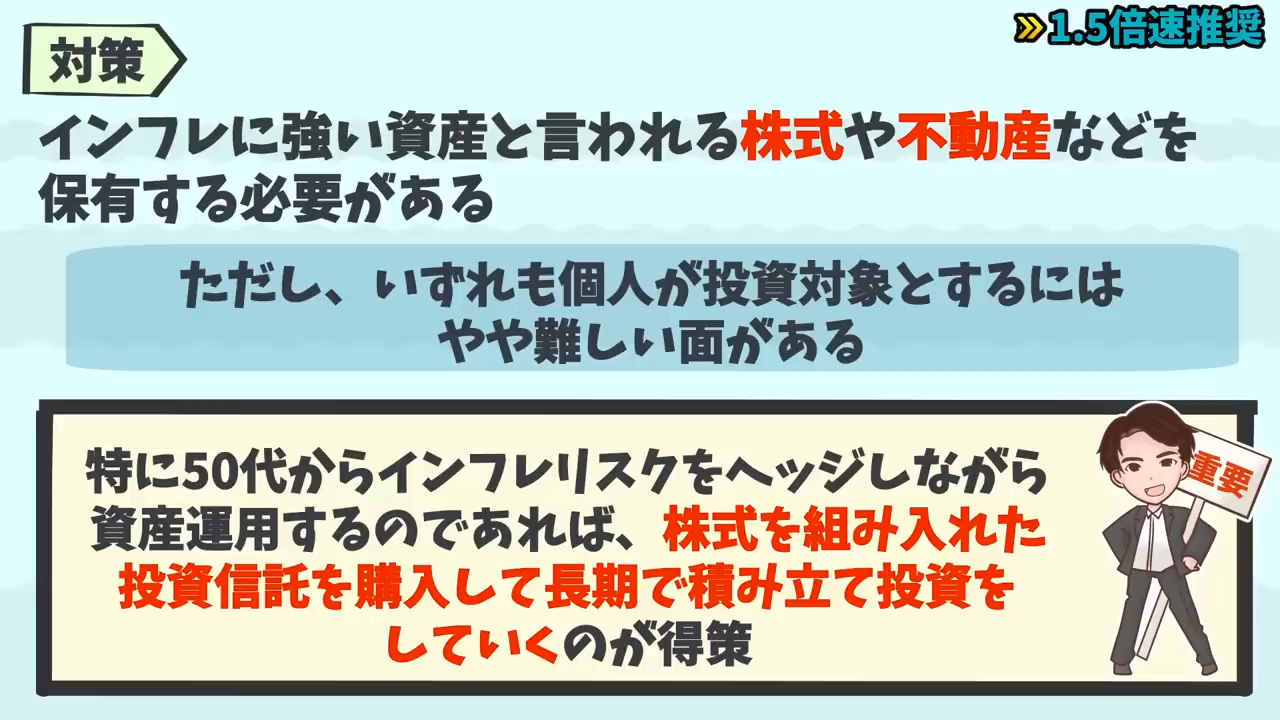 1.5倍速推奨
対策
インフレに強い資産と言われる株式や不動産などを
保有する必要がある
ただし、いずれも個人が投資対象とするには
やや難しい面がある
特に50代からインフレリスクをヘッジしながら
資産運用するのであれば、株式を組み入れた
投資信託を購入して長期で積み立て投資を
していくのが得策
重要